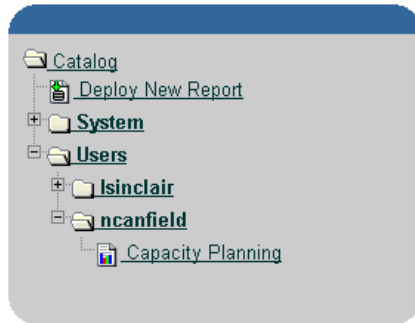 Catalog
Deploy New Report
System
Users
lsinclair
ncanfield
Capacity Planning